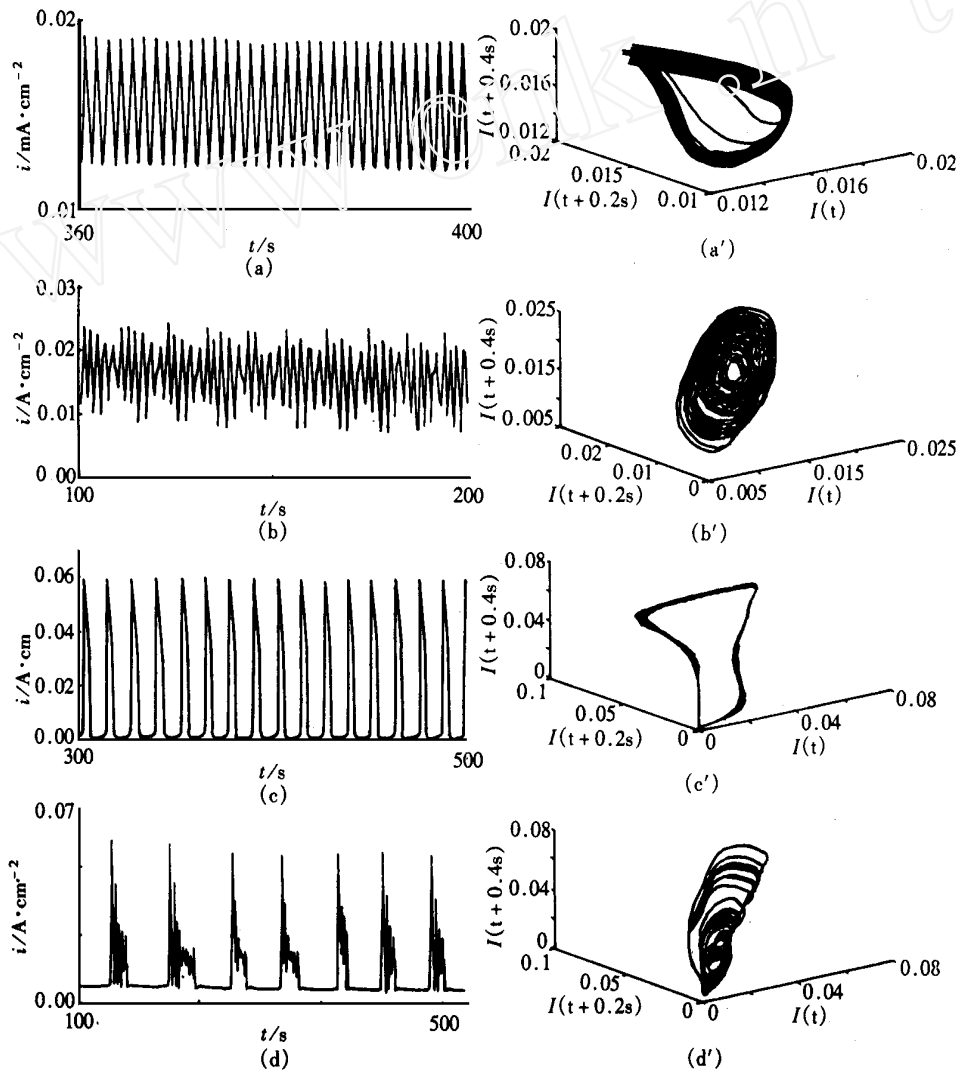 0.02
i/mA·cm⁻²
0.01
360
400
t/s
(a)
0.02
0.016
0.012
I(t+0.4s)
0.02
0.015
0.01
I(t+0.2s)
0.012
0.016
0.02
I(t)
(a′)
0.03
0.02
0.01
0.00
i/A·cm⁻²
100
200
t/s
(b)
0.025
0.015
0.005
I(t+0.4s)
0.02
0.01
0
I(t+0.2s)
0.005
0.015
0.025
I(t)
(b′)
0.06
0.04
0.02
0.00
i/A·cm
300
500
t/s
(c)
0.08
0.04
0
I(t+0.4s)
0.1
0.05
0
I(t+0.2s)
0
0.04
0.08
I(t)
(c′)
0.07
i/A·cm⁻²
0.00
100
500
t/s
(d)
0.08
0.04
0
I(t+0.4s)
0.1
0.05
0
I(t+0.2s)
0
0.04
0.08
I(t)
(d′)